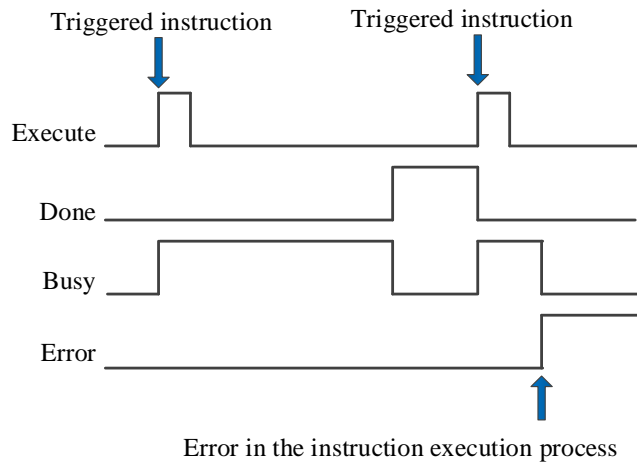 Triggered instruction
Triggered instruction
Execute
Done
Busy
Error
Error in the instruction execution process